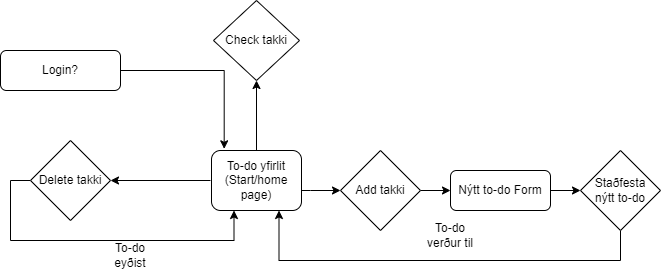 Check takki
Login?
To-do yfirlit
(Start/home
page)
Delete takki
Add takki
Nýtt to-do Form
Staðfesta
nýtt to-do
To-do
verður til
To-do
eyðist